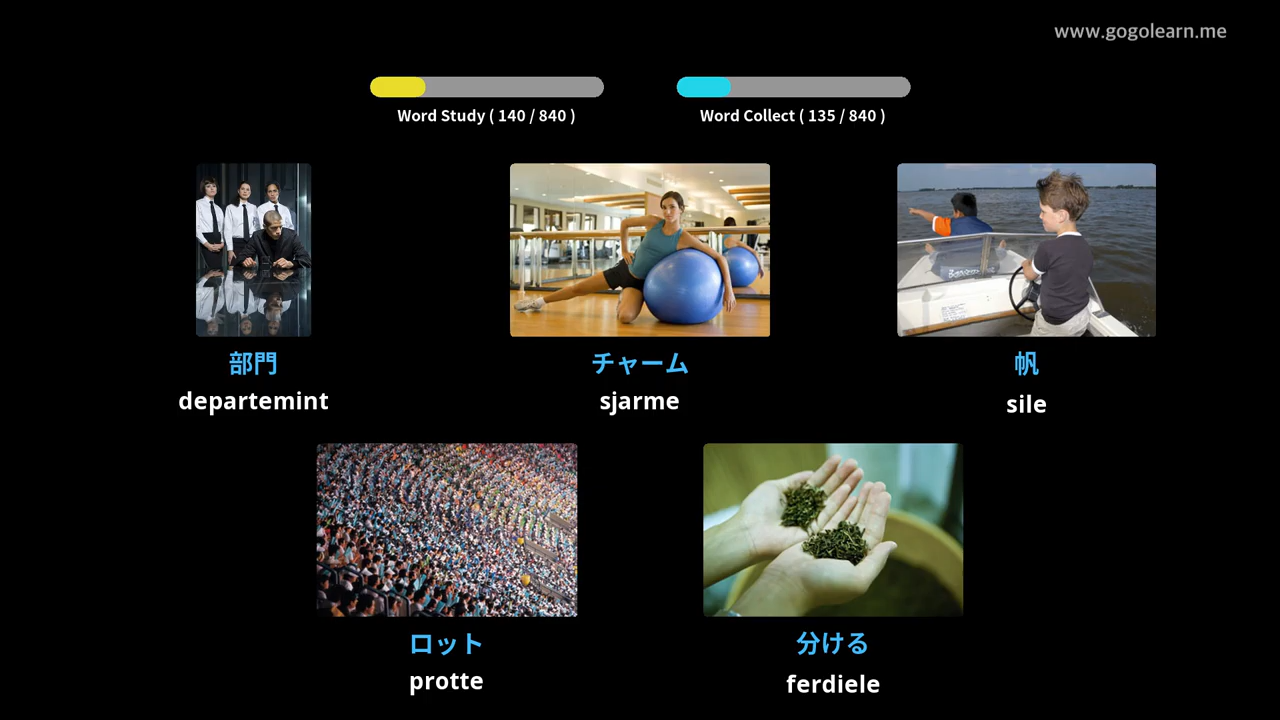 www.gogolearn.me
Word Study ( 140 / 840 )
Word Collect ( 135 / 840 )
部門
departemint
チャーム
sjarme
帆
sile
ロット
protte
分ける
ferdiele